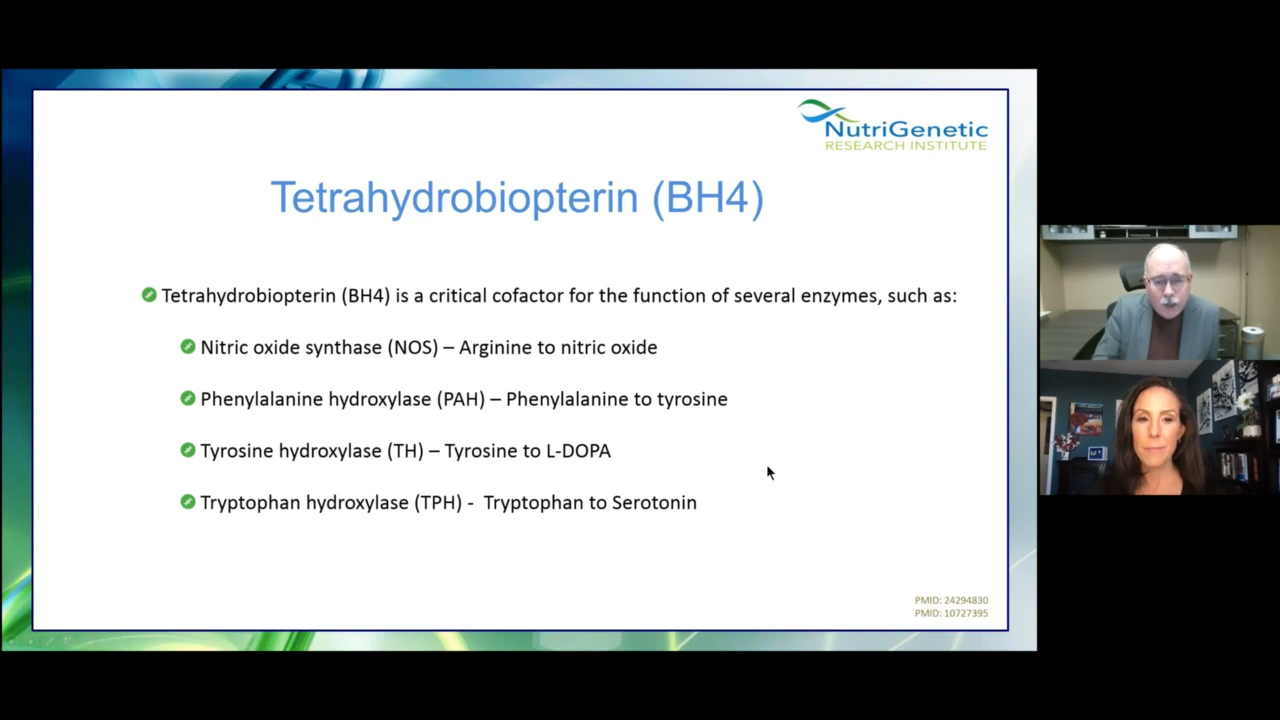 NutriGenetic
RESEARCH INSTITUTE
Tetrahydrobiopterin (BH4)
Tetrahydrobiopterin (BH4) is a critical cofactor for the function of several enzymes, such as:
Nitric oxide synthase (NOS) – Arginine to nitric oxide
Phenylalanine hydroxylase (PAH) – Phenylalanine to tyrosine
Tyrosine hydroxylase (TH) – Tyrosine to L-DOPA
Tryptophan hydroxylase (TPH) -  Tryptophan to Serotonin
PMID: 24294830
PMID: 10727395